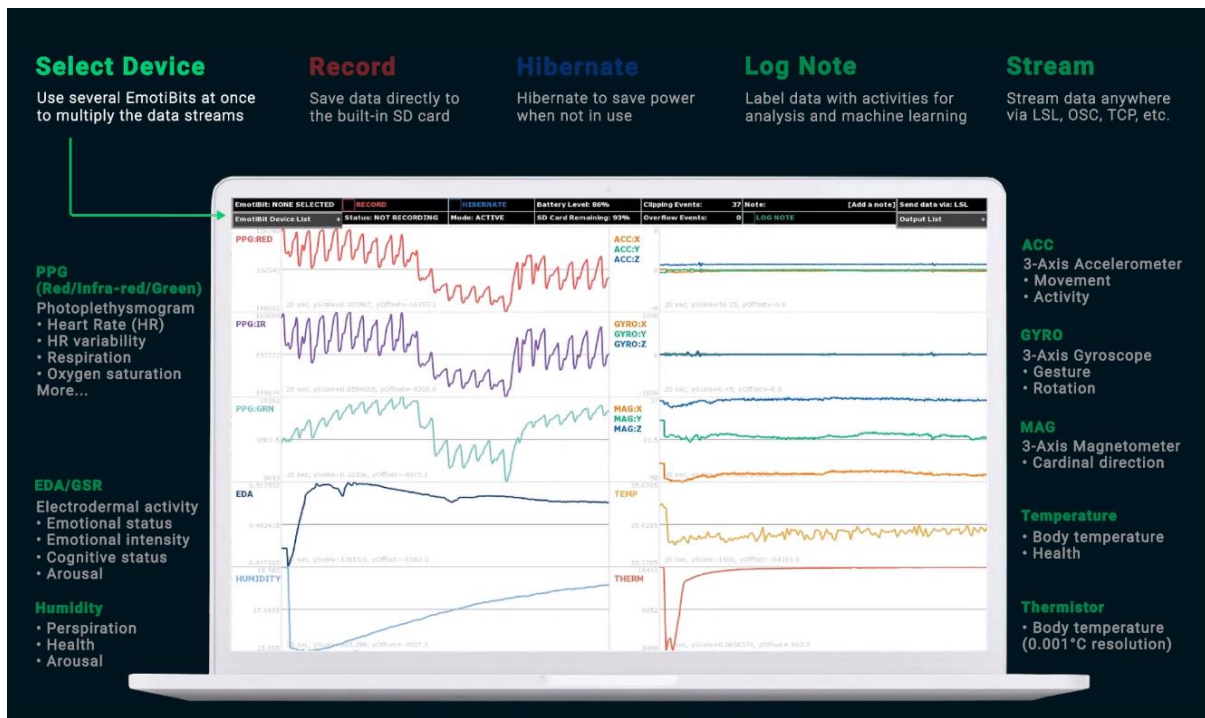 Select Device
Use several EmotiBits at once
to multiply the data streams
Record
Save data directly to
the built-in SD card
Hibernate
Hibernate to save power
when not in use
Log Note
Label data with activities for
analysis and machine learning
Stream
Stream data anywhere
via LSL, OSC, TCP, etc.
EmotiBit: NONE SELECTED
EmotiBit Device List +
RECORD
Status: NOT RECORDING
HIBERNATE
Mode: ACTIVE
Battery Level: 86%
SD Card Remaining: 93%
Clipping Events: 37
Overflow Events: 0
Note: [Add a note]
LOG NOTE
Send data via: LSL
Output List +
PPG
(Red/Infra-red/Green)
Photoplethysmogram
• Heart Rate (HR)
• HR variability
• Respiration
• Oxygen saturation
More...
EDA/GSR
Electrodermal activity
• Emotional status
• Emotional intensity
• Cognitive status
• Arousal
Humidity
• Perspiration
• Health
• Arousal
PPG:RED
PPG:IR
PPG:GRN
EDA
HUMIDITY
ACC:X
ACC:Y
ACC:Z
GYRO:X
GYRO:Y
GYRO:Z
MAG:X
MAG:Y
MAG:Z
TEMP
THERM
ACC
3-Axis Accelerometer
• Movement
• Activity
GYRO
3-Axis Gyroscope
• Gesture
• Rotation
MAG
3-Axis Magnetometer
• Cardinal direction
Temperature
• Body temperature
• Health
Thermistor
• Body temperature
(0.001°C resolution)